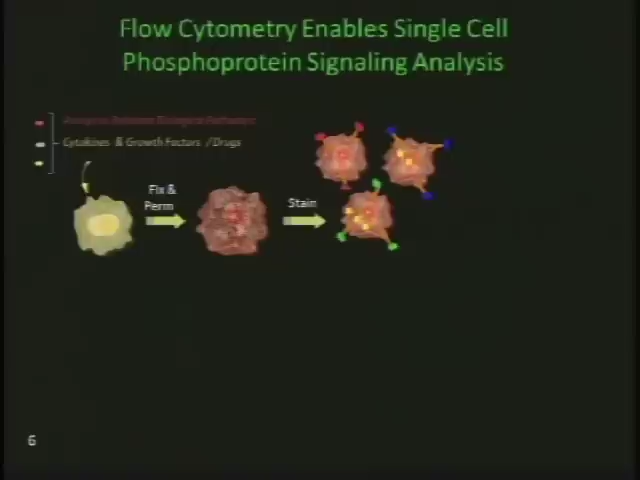 Flow Cytometry Enables Single Cell
Phosphoprotein Signaling Analysis
Cytokines & Growth Factors / Drugs
Fix &
Perm
Stain
6